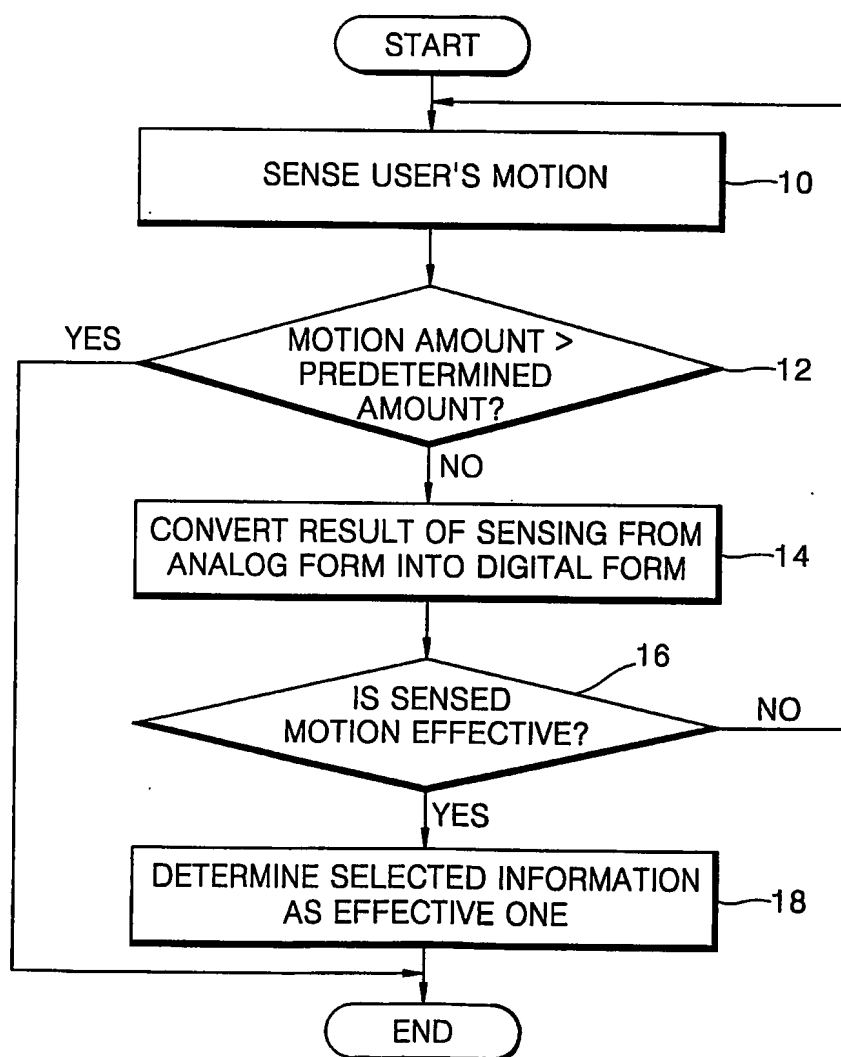 START
SENSE USER'S MOTION
10
YES
MOTION AMOUNT >
PREDETERMINED
AMOUNT?
12
NO
CONVERT RESULT OF SENSING FROM
ANALOG FORM INTO DIGITAL FORM
14
16
IS SENSED
MOTION EFFECTIVE?
NO
YES
DETERMINE SELECTED INFORMATION
AS EFFECTIVE ONE
18
END